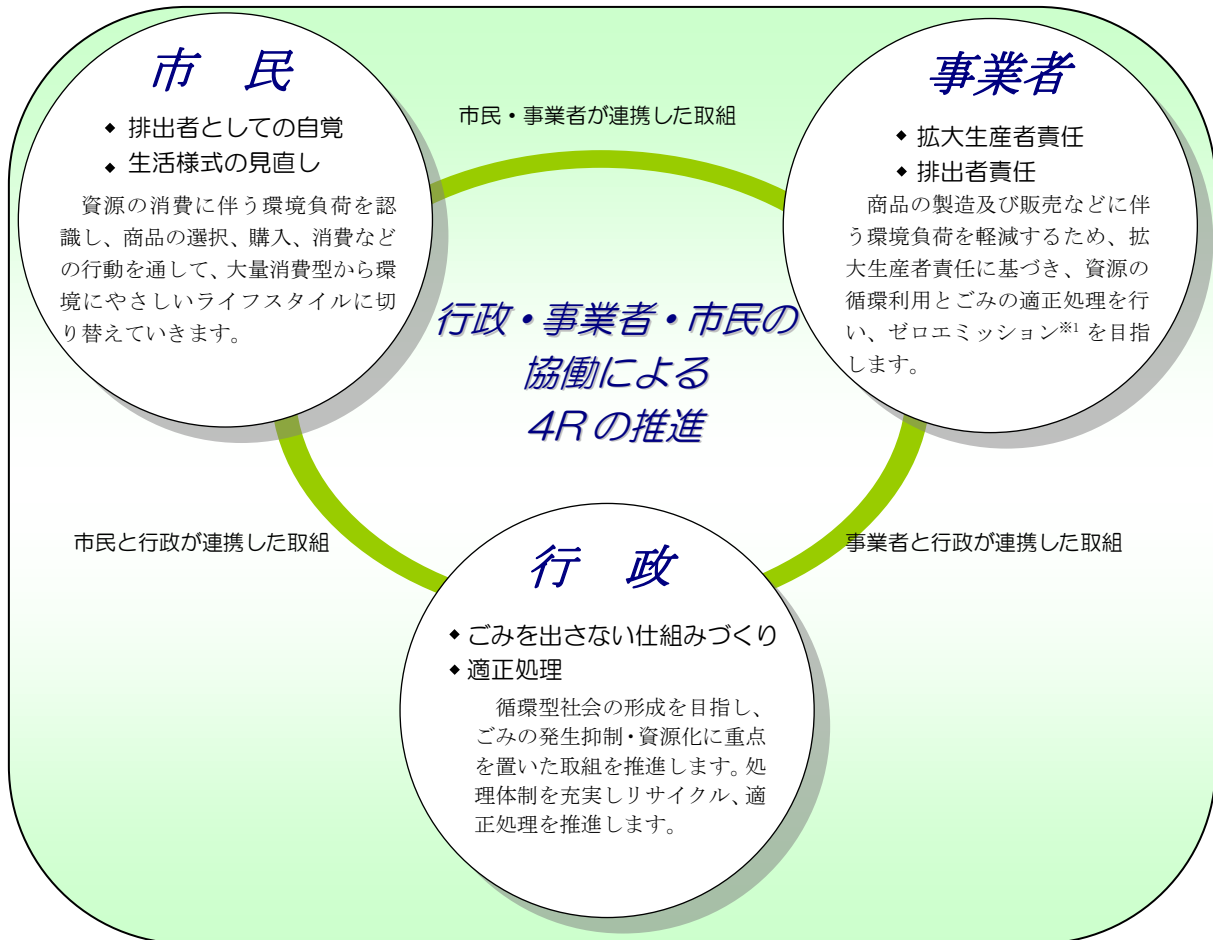 市　民
◆ 排出者としての自覚
◆ 生活様式の見直し
　資源の消費に伴う環境負荷を認
識し、商品の選択、購入、消費など
の行動を通して、大量消費型から環
境にやさしいライフスタイルに切
り替えていきます。
市民・事業者が連携した取組
事業者
◆ 拡大生産者責任
◆ 排出者責任
　商品の製造及び販売などに伴
う環境負荷を軽減するため、拡
大生産者責任に基づき、資源の
循環利用とごみの適正処理を行
い、ゼロエミッション※1 を目指
します。
行政・事業者・市民の
協働による
4Rの推進
市民と行政が連携した取組
事業者と行政が連携した取組
行　政
◆ ごみを出さない仕組みづくり
◆ 適正処理
　循環型社会の形成を目指し、
ごみの発生抑制・資源化に重点
を置いた取組を推進します。処
理体制を充実しリサイクル、適
正処理を推進します。